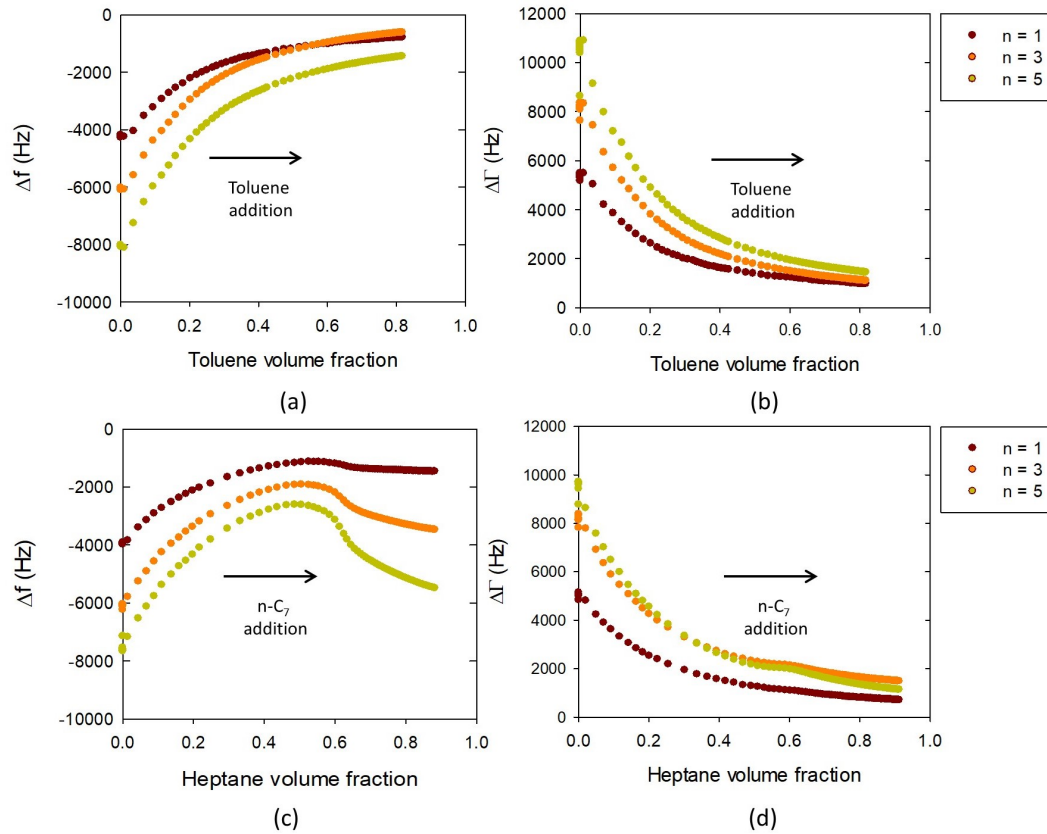 0
-2000
-4000
-6000
-8000
-10000
Δf (Hz)
Toluene
addition
0.0 0.2 0.4 0.6 0.8 1.0
Toluene volume fraction
(a)
12000
10000
8000
6000
4000
2000
0
ΔΓ (Hz)
Toluene
addition
0.0 0.2 0.4 0.6 0.8 1.0
Toluene volume fraction
(b)
n = 1
n = 3
n = 5
0
-2000
-4000
-6000
-8000
-10000
Δf (Hz)
n-C₇
addition
0.0 0.2 0.4 0.6 0.8 1.0
Heptane volume fraction
(c)
12000
10000
8000
6000
4000
2000
0
ΔΓ (Hz)
n-C₇
addition
0.0 0.2 0.4 0.6 0.8 1.0
Heptane volume fraction
(d)
n = 1
n = 3
n = 5